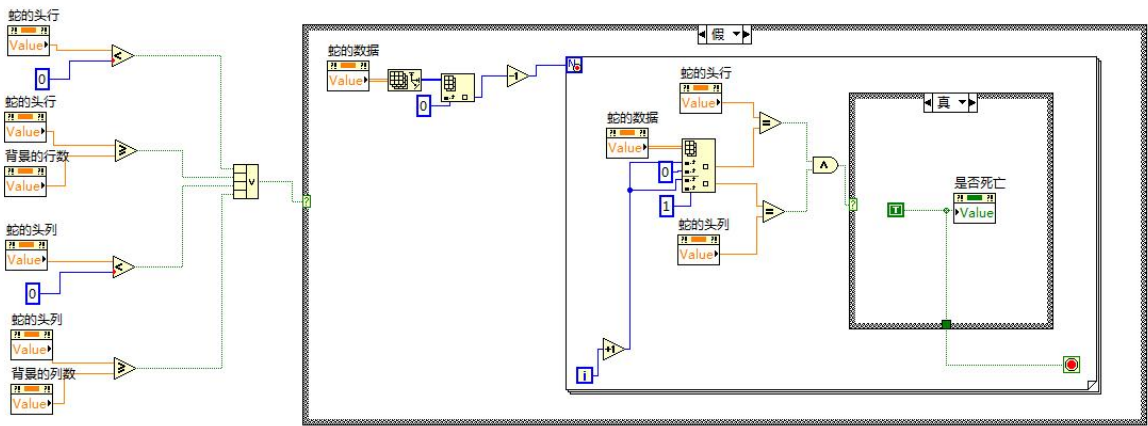 蛇的头行
Value
0
蛇的头行
Value
背景的行数
Value
蛇的头列
Value
0
蛇的头列
Value
背景的列数
Value
<
≥
<
≥
V
?
假
蛇的数据
Value
0
-1
N
蛇的头行
Value
蛇的数据
Value
0
1
蛇的头列
Value
=
=
∧
+1
i
?
真
T
是否死亡
Value